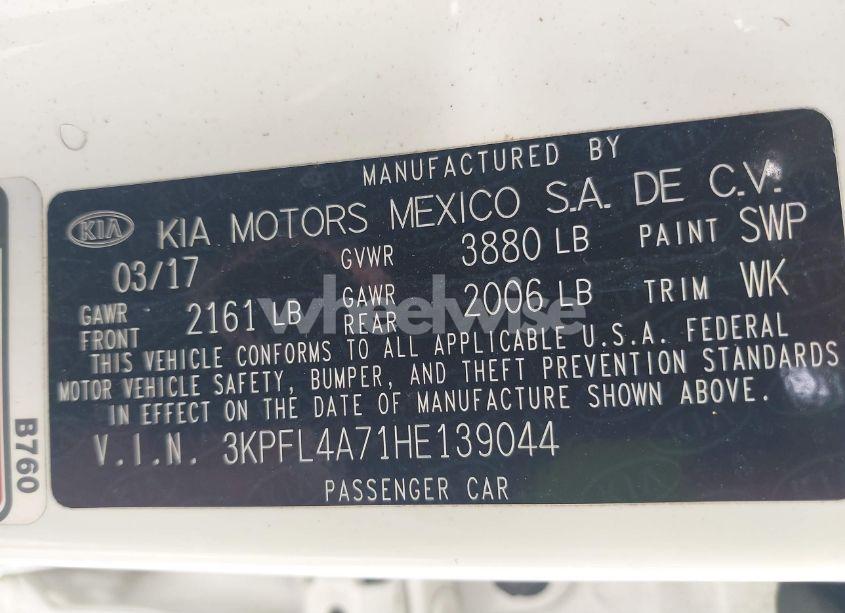 MANUFACTURED BY
KIA KIA MOTORS MEXICO S.A. DE C.V.
03/17 GVWR 3880 LB PAINT SWP
GAWR FRONT 2161 LB GAWR REAR 2006 LB TRIM WK
THIS VEHICLE CONFORMS TO ALL APPLICABLE U.S.A. FEDERAL
MOTOR VEHICLE SAFETY, BUMPER, AND THEFT PREVENTION STANDARDS
IN EFFECT ON THE DATE OF MANUFACTURE SHOWN ABOVE.
V.I.N. 3KPFL4A71HE139044
PASSENGER CAR
B760
wheelwise